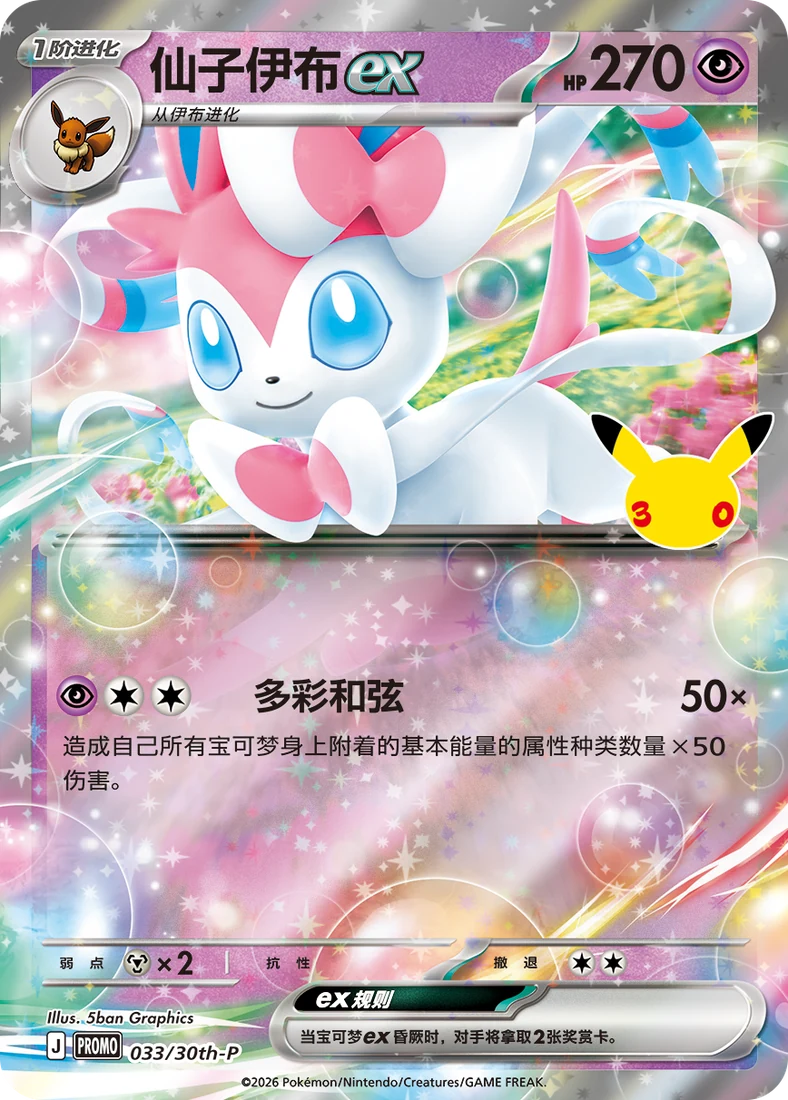 1阶进化
仙子伊布ex
HP 270
从伊布进化
30
多彩和弦 50×
造成自己所有宝可梦身上附着的基本能量的属性种类数量×50
伤害。
弱点 ×2 抗性 撤退
ex规则
当宝可梦ex昏厥时，对手将拿取2张奖赏卡。
Illus. 5ban Graphics
J PROMO 033/30th-P
©2026 Pokémon/Nintendo/Creatures/GAME FREAK.